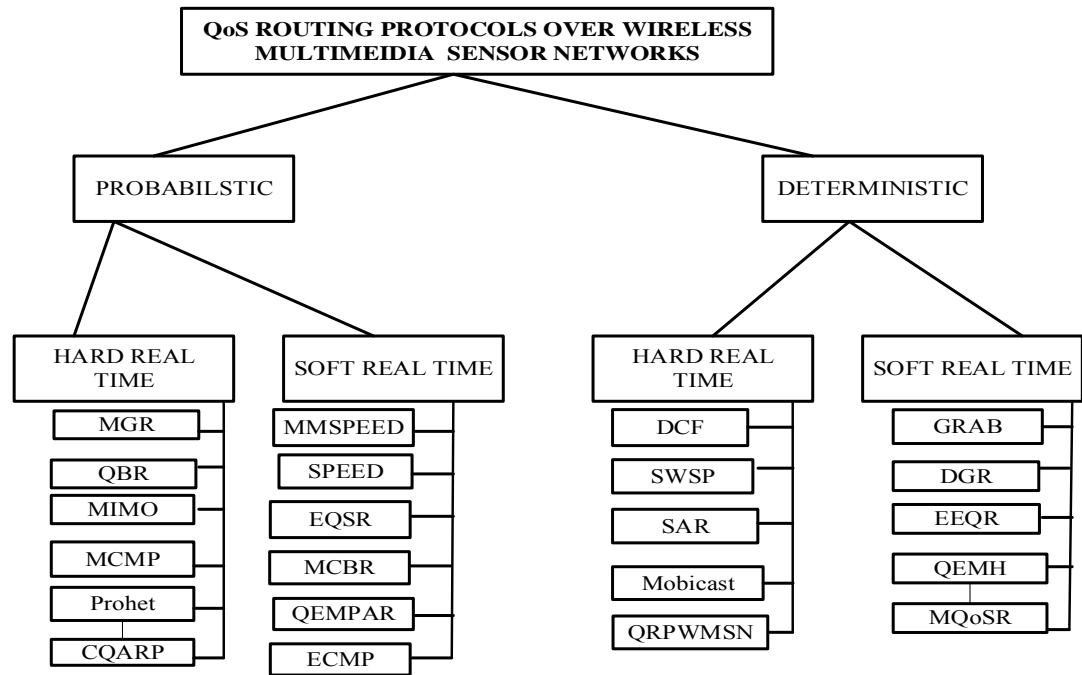 QoS ROUTING PROTOCOLS OVER WIRELESS
MULTIMEIDIA SENSOR NETWORKS
PROBABILSTIC
DETERMINISTIC
HARD REAL
TIME
SOFT REAL TIME
HARD REAL
TIME
SOFT REAL TIME
MGR
QBR
MIMO
MCMP
Prohet
CQARP
MMSPEED
SPEED
EQSR
MCBR
QEMPAR
ECMP
DCF
SWSP
SAR
Mobicast
QRPWMSN
GRAB
DGR
EEQR
QEMH
MQoSR